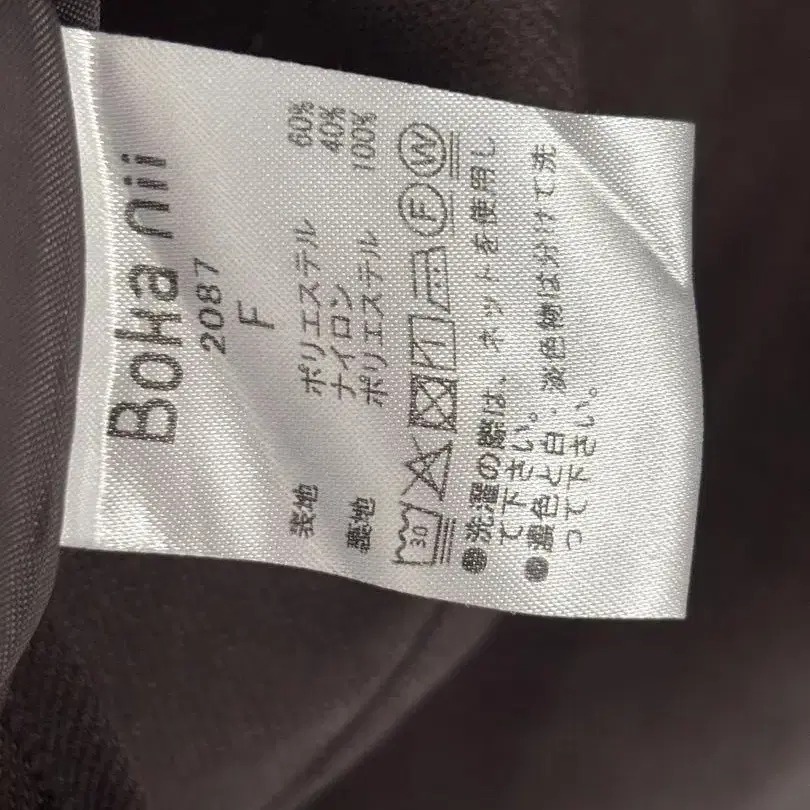 Boka nii
2087
F
表地 ポリエステル 60%
ナイロン 40%
裏地 ポリエステル 100%
30 F W
●洗濯の際は、ネットを使用し
て下さい。
●濃色と白・淡色物は分けて洗
って下さい。